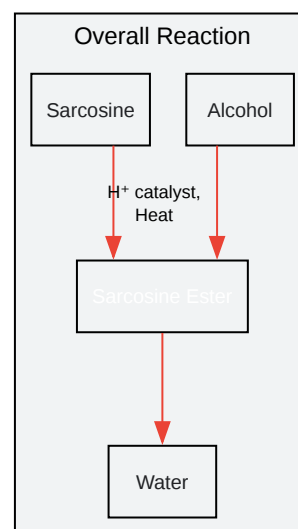 Overall Reaction
Sarcosine
Alcohol
H⁺ catalyst,
Heat
Sarcosine Ester
Water